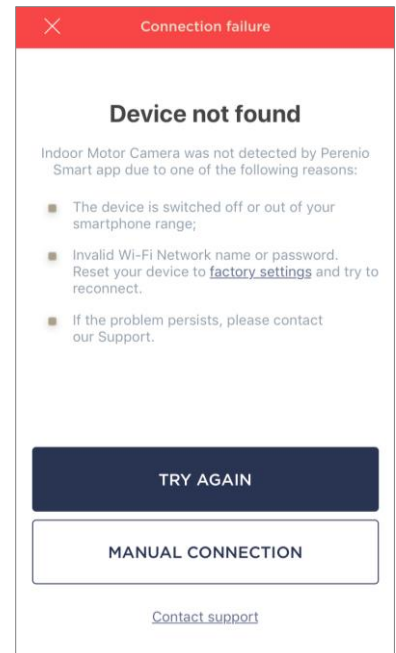 Connection failure
Device not found
Indoor Motor Camera was not detected by Perenio
Smart app due to one of the following reasons:
The device is switched off or out of your
smartphone range;
Invalid Wi-Fi Network name or password.
Reset your device to factory settings and try to
reconnect.
If the problem persists, please contact
our Support.
TRY AGAIN
MANUAL CONNECTION
Contact support